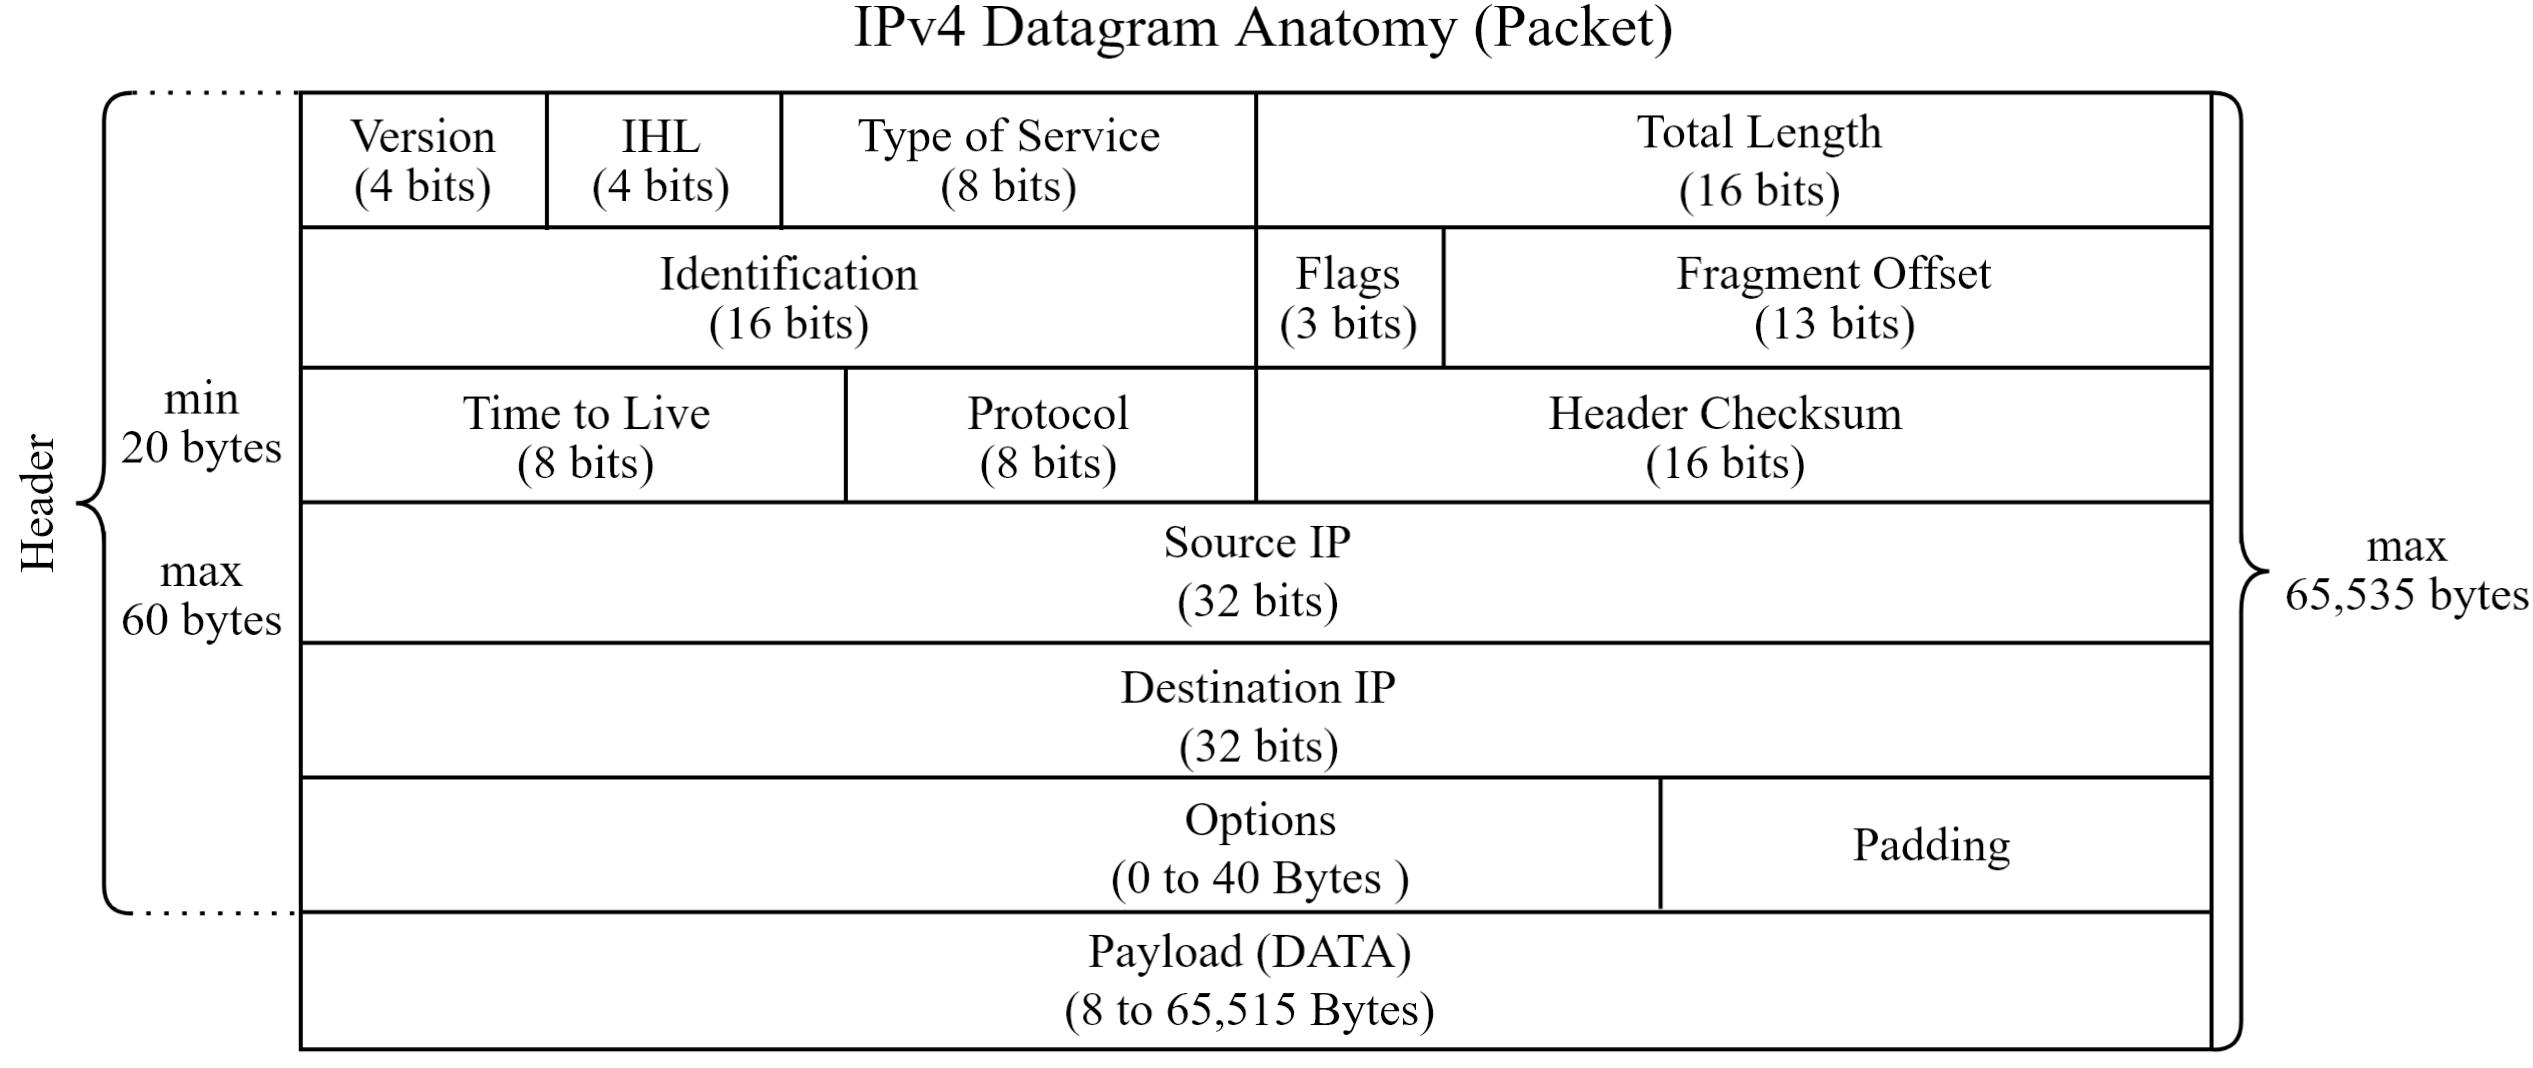 IPv4 Datagram Anatomy (Packet)
Version
(4 bits)
IHL
(4 bits)
Type of Service
(8 bits)
Total Length
(16 bits)
Identification
(16 bits)
Flags
(3 bits)
Fragment Offset
(13 bits)
Time to Live
(8 bits)
Protocol
(8 bits)
Header Checksum
(16 bits)
Source IP
(32 bits)
Destination IP
(32 bits)
Options
(0 to 40 Bytes )
Padding
Payload (DATA)
(8 to 65,515 Bytes)
Header
min
20 bytes
max
60 bytes
max
65,535 bytes